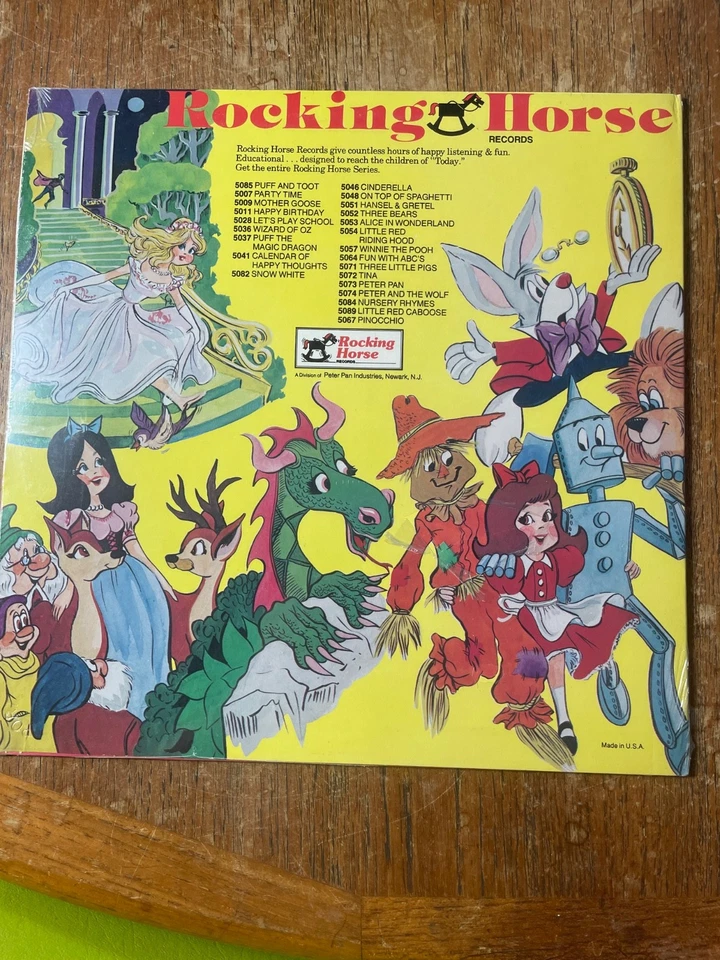 Rocking Horse
RECORDS
Rocking Horse Records give countless hours of happy listening & fun.
Educational . . . designed to reach the children of "Today."
Get the entire Rocking Horse Series.
5085 PUFF AND TOOT
5007 PARTY TIME
5009 MOTHER GOOSE
5011 HAPPY BIRTHDAY
5028 LET'S PLAY SCHOOL
5036 WIZARD OF OZ
5037 PUFF THE
MAGIC DRAGON
5041 CALENDAR OF
HAPPY THOUGHTS
5082 SNOW WHITE
5046 CINDERELLA
5048 ON TOP OF SPAGHETTI
5051 HANSEL & GRETEL
5052 THREE BEARS
5053 ALICE IN WONDERLAND
5054 LITTLE RED
RIDING HOOD
5057 WINNIE THE POOH
5064 FUN WITH ABC'S
5071 THREE LITTLE PIGS
5072 TINA
5073 PETER PAN
5074 PETER AND THE WOLF
5084 NURSERY RHYMES
5089 LITTLE RED CABOOSE
5067 PINOCCHIO
Rocking
Horse
RECORDS
A Division of Peter Pan Industries, Newark, N.J.
Made in U.S.A.